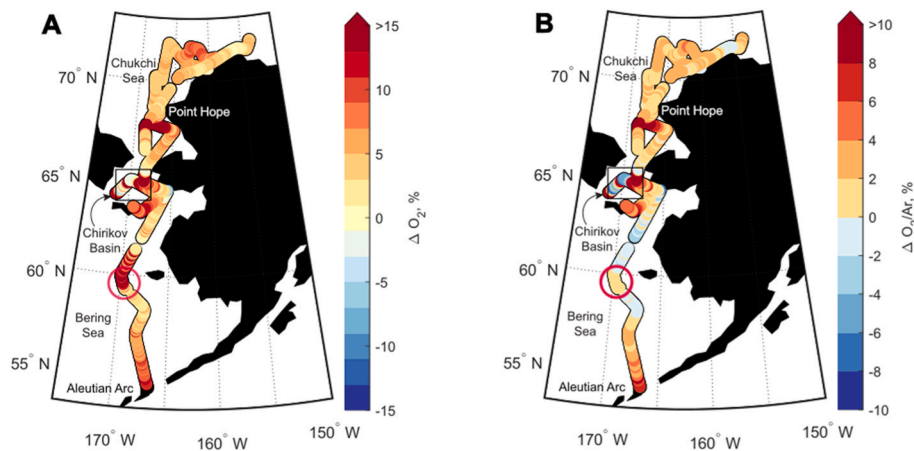 A
Chukchi
Sea
70° N
Point Hope
65° N
Chirikov
Basin
60° N
Bering
Sea
55° N
Aleutian Arc
170° W
160° W
150° W
>15
10
5
0
-5
-10
-15
Δ O2, %
B
Chukchi
Sea
70° N
Point Hope
65° N
Chirikov
Basin
60° N
Bering
Sea
55° N
Aleutian Arc
170° W
160° W
150° W
>10
8
6
4
2
0
-2
-4
-6
-8
-10
Δ O2/Ar, %